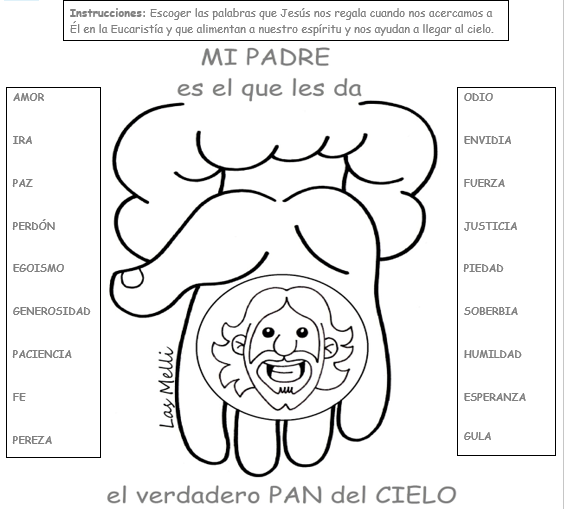 Instrucciones: Escoger las palabras que Jesús nos regala cuando nos acercamos a
Él en la Eucaristía y que alimentan a nuestro espíritu y nos ayudan a llegar al cielo.
MI PADRE
es el que les da
AMOR
IRA
PAZ
PERDÓN
EGOISMO
GENEROSIDAD
PACIENCIA
FE
PEREZA
ODIO
ENVIDIA
FUERZA
JUSTICIA
PIEDAD
SOBERBIA
HUMILDAD
ESPERANZA
GULA
Las Melli
el verdadero PAN del CIELO